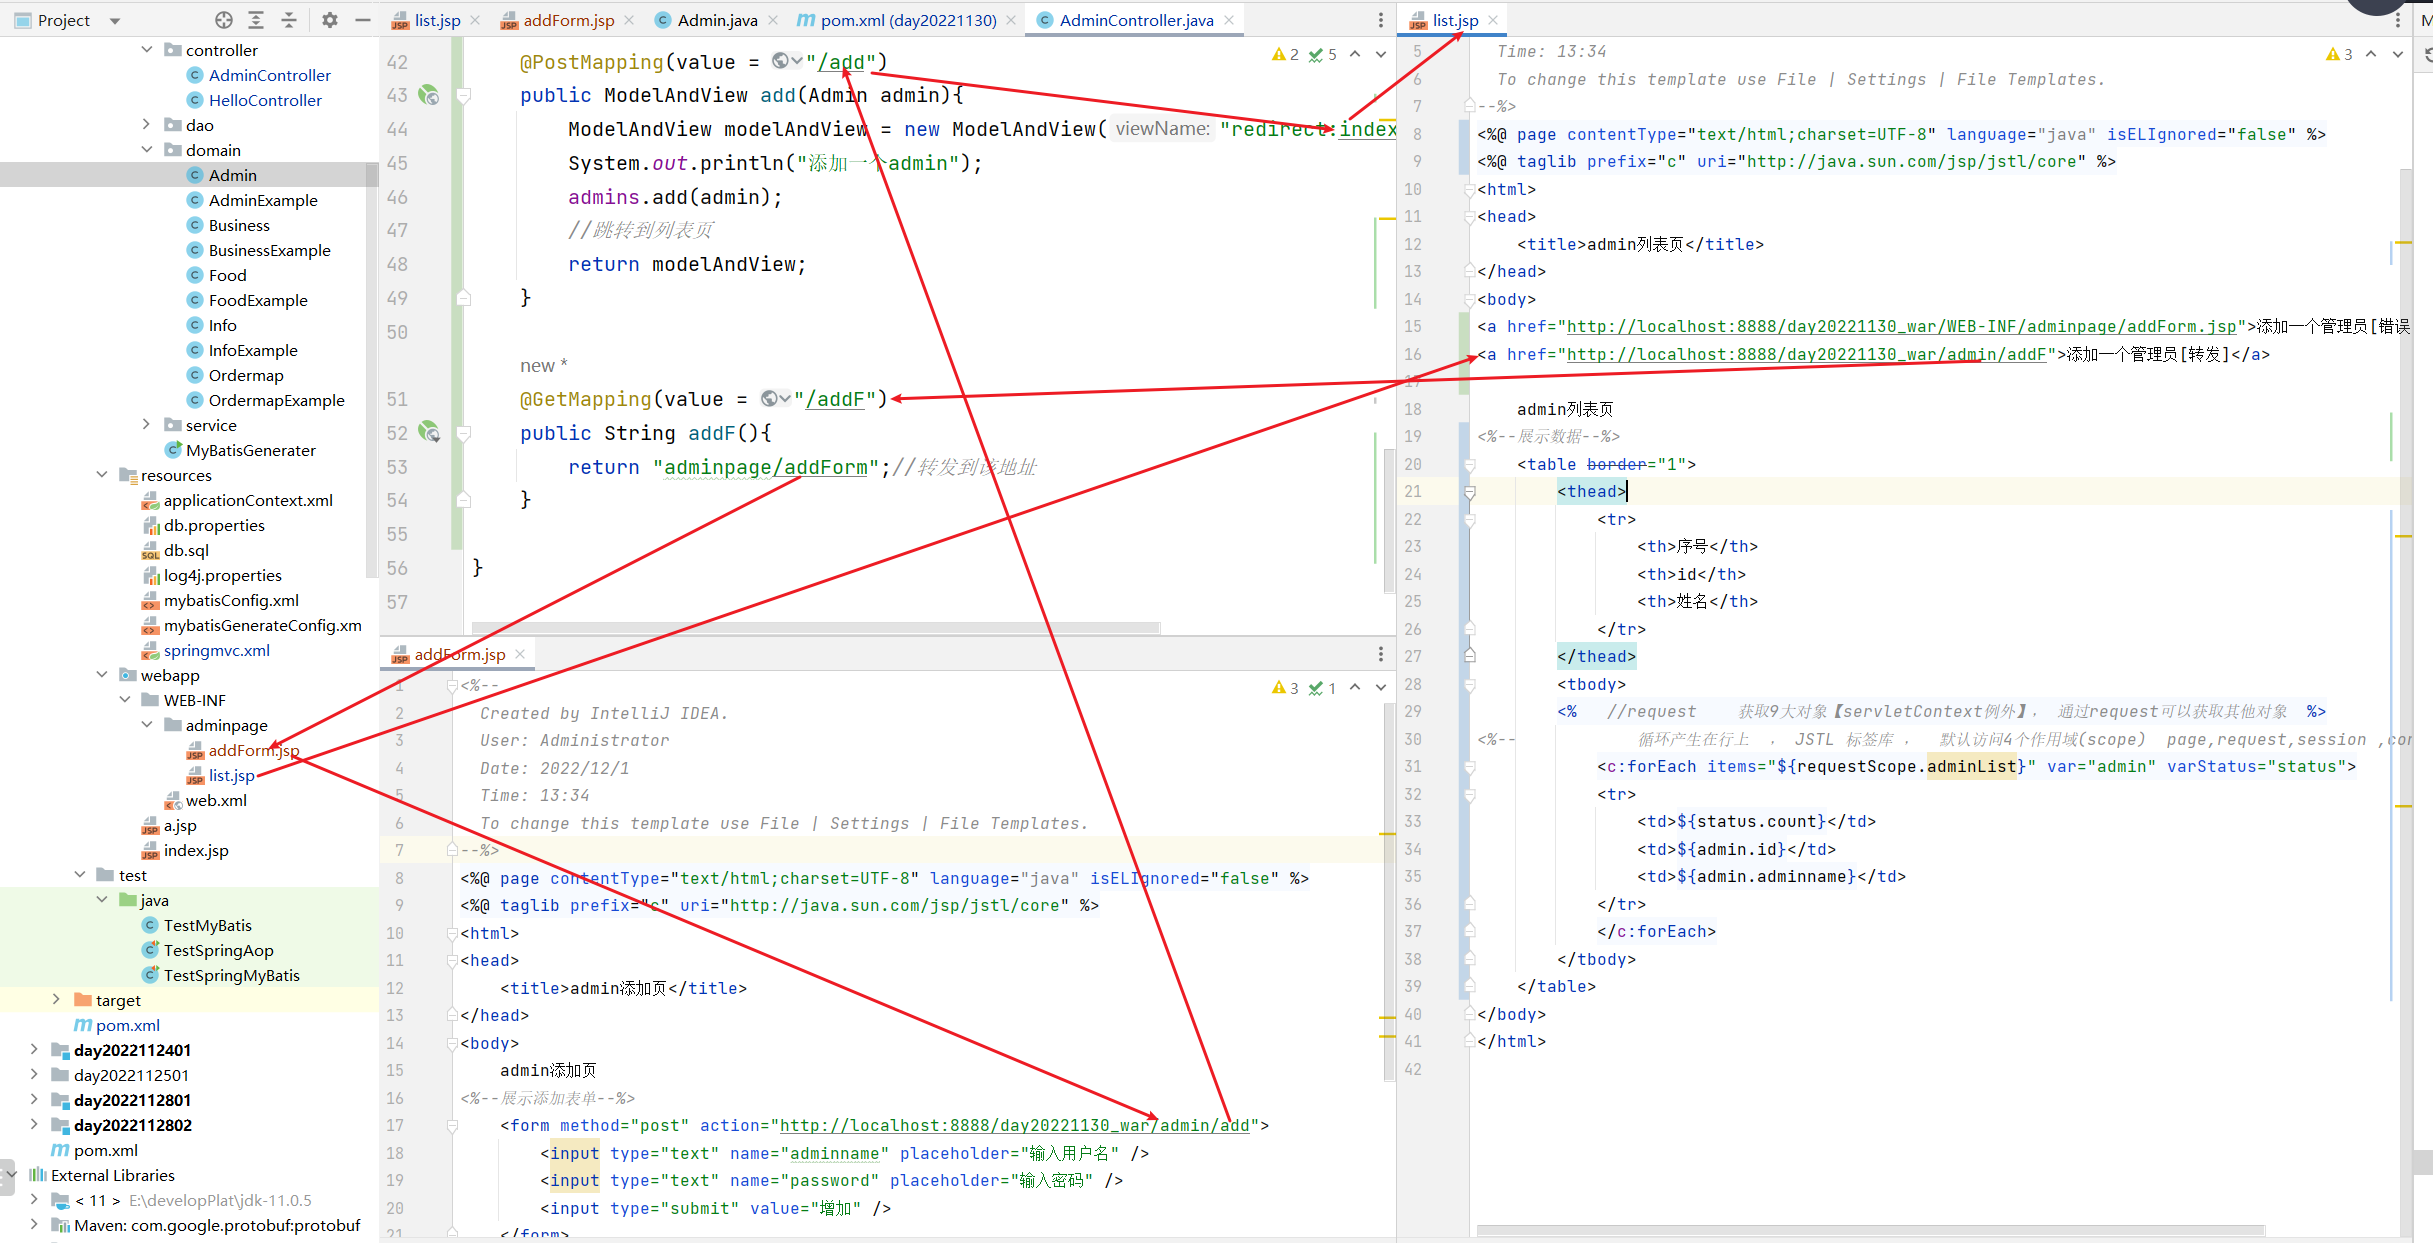 Project
controller
AdminController
HelloController
dao
domain
Admin
AdminExample
Business
BusinessExample
Food
FoodExample
Info
InfoExample
Ordermap
OrdermapExample
service
MyBatisGenerater
resources
applicationContext.xml
db.properties
db.sql
log4j.properties
mybatisConfig.xml
mybatisGenerateConfig.xm
springmvc.xml
webapp
WEB-INF
adminpage
addForm.jsp
list.jsp
web.xml
a.jsp
index.jsp
test
java
TestMyBatis
TestSpringAop
TestSpringMyBatis
target
pom.xml
day2022112401
day2022112501
day2022112801
day2022112802
pom.xml
External Libraries
< 11 > E:\developPlat\jdk-11.0.5
Maven: com.google.protobuf:protobuf
list.jsp addForm.jsp Admin.java pom.xml (day20221130) AdminController.java
2 5
42 @PostMapping(value = "/add")
43 public ModelAndView add(Admin admin){
44 ModelAndView modelAndView = new ModelAndView( viewName: "redirect:index
45 System.out.println("添加一个admin");
46 admins.add(admin);
47 //跳转到列表页
48 return modelAndView;
49 }
50
new *
51 @GetMapping(value = "/addF")
52 public String addF(){
53 return "adminpage/addForm";//转发到该地址
54 }
55
56 }
57
addForm.jsp
3 1
1 <%--
2 Created by IntelliJ IDEA.
3 User: Administrator
4 Date: 2022/12/1
5 Time: 13:34
6 To change this template use File | Settings | File Templates.
7 --%>
8 <%@ page contentType="text/html;charset=UTF-8" language="java" isELIgnored="false" %>
9 <%@ taglib prefix="c" uri="http://java.sun.com/jsp/jstl/core" %>
10 <html>
11 <head>
12 <title>admin添加页</title>
13 </head>
14 <body>
15 admin添加页
16 <%--展示添加表单--%>
17 <form method="post" action="http://localhost:8888/day20221130_war/admin/add">
18 <input type="text" name="adminname" placeholder="输入用户名" />
19 <input type="text" name="password" placeholder="输入密码" />
20 <input type="submit" value="增加" />
21 </form>
list.jsp
3
5 Time: 13:34
6 To change this template use File | Settings | File Templates.
7 --%>
8 <%@ page contentType="text/html;charset=UTF-8" language="java" isELIgnored="false" %>
9 <%@ taglib prefix="c" uri="http://java.sun.com/jsp/jstl/core" %>
10 <html>
11 <head>
12 <title>admin列表页</title>
13 </head>
14 <body>
15 <a href="http://localhost:8888/day20221130_war/WEB-INF/adminpage/addForm.jsp">添加一个管理员[错误
16 <a href="http://localhost:8888/day20221130_war/admin/addF">添加一个管理员[转发]</a>
17
18 admin列表页
19 <%--展示数据--%>
20 <table border="1">
21 <thead>
22 <tr>
23 <th>序号</th>
24 <th>id</th>
25 <th>姓名</th>
26 </tr>
27 </thead>
28 <tbody>
29 <% //request 获取9大对象【servletContext例外】, 通过request可以获取其他对象 %>
30 <%-- 循环产生在行上 , JSTL 标签库 , 默认访问4个作用域(scope) page,request,session ,con
31 <c:forEach items="${requestScope.adminList}" var="admin" varStatus="status">
32 <tr>
33 <td>${status.count}</td>
34 <td>${admin.id}</td>
35 <td>${admin.adminname}</td>
36 </tr>
37 </c:forEach>
38 </tbody>
39 </table>
40 </body>
41 </html>
42
M